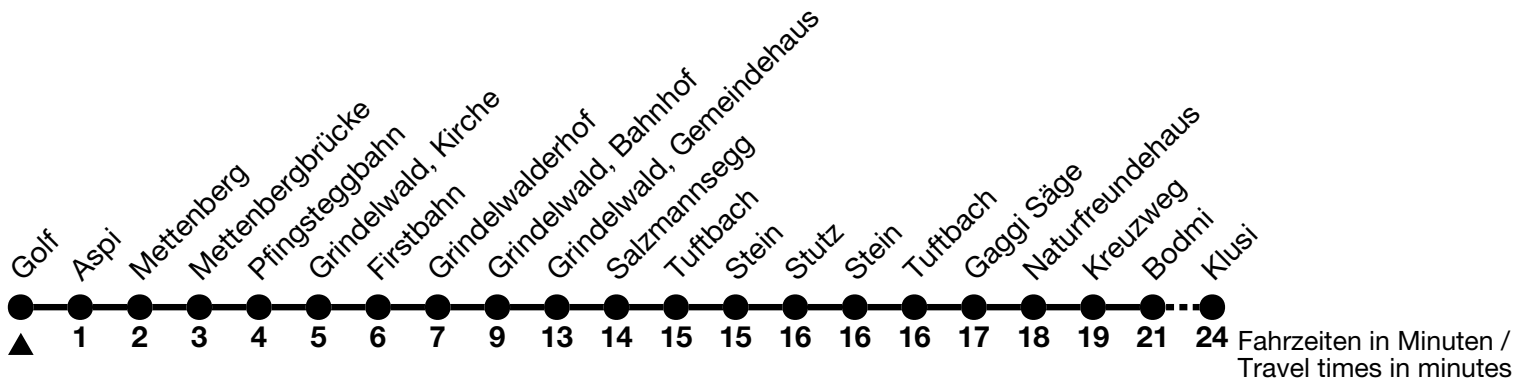 Golf
Aspi
Mettenberg
Mettenbergbrücke
Pfingsteggbahn
Grindelwald, Kirche
Firstbahn
Grindelwalderhof
Grindelwald, Bahnhof
Grindelwald, Gemeindehaus
Salzmannsegg
Tuftbach
Stein
Stutz
Stein
Tuftbach
Gaggi Säge
Naturfreundehaus
Kreuzweg
Bodmi
Klusi
1 2 3 4 5 6 7 9 13 14 15 15 16 16 16 17 18 19 21 24
Fahrzeiten in Minuten /
Travel times in minutes